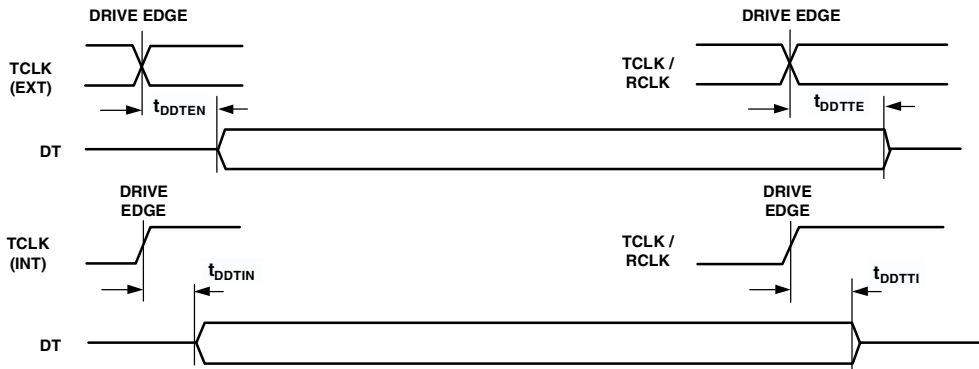 DRIVE EDGE
DRIVE EDGE
TCLK
(EXT)
TCLK /
RCLK
tDDTEN
tDDTTE
DT
DRIVE
EDGE
DRIVE
EDGE
TCLK
(INT)
TCLK /
RCLK
tDDTIN
tDDTTI
DT